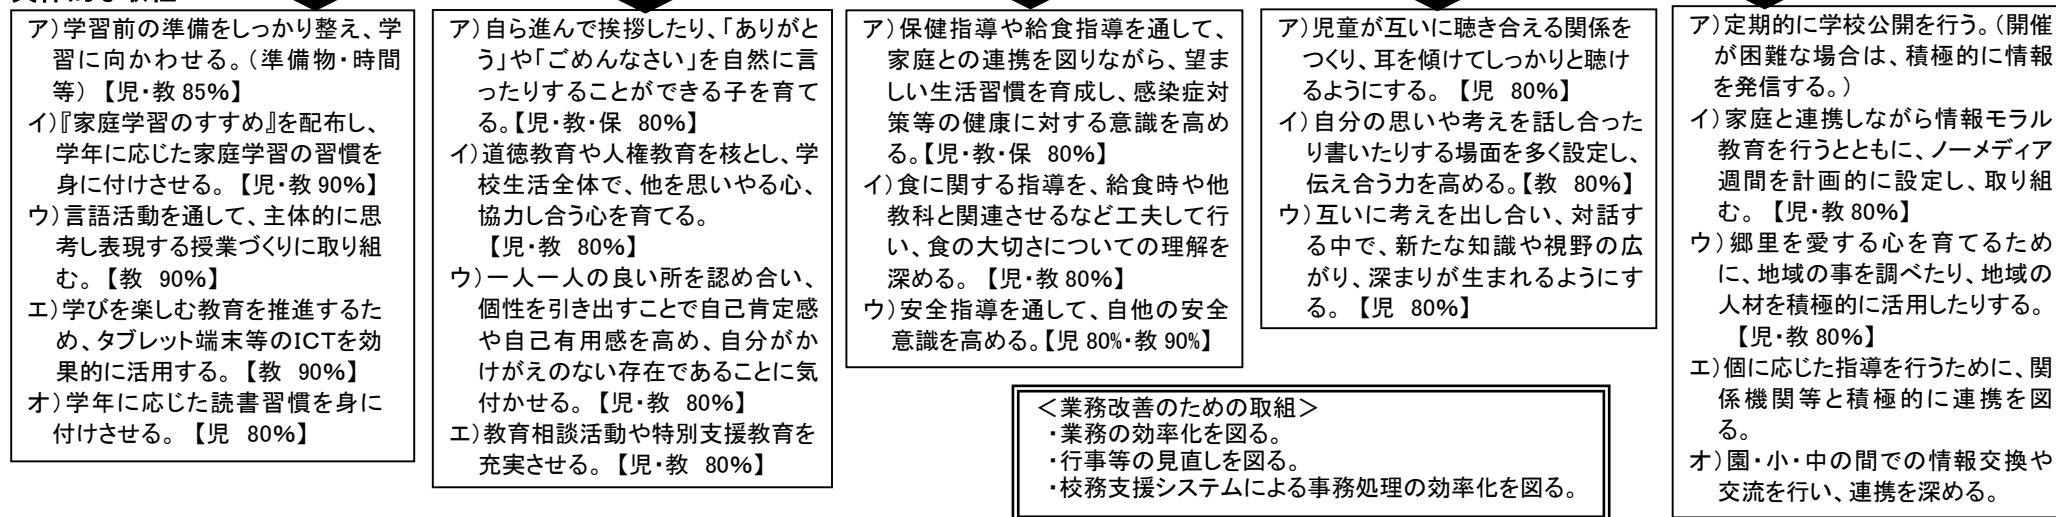 ア）学習前の準備をしっかり整え、学
習に向かわせる。（準備物・時間
等）【児・教 85%】
イ）『家庭学習のすすめ』を配布し、
学年に応じた家庭学習の習慣を
身に付けさせる。【児・教 90%】
ウ）言語活動を通して、主体的に思
考し表現する授業づくりに取り組
む。【教 90%】
エ）学びを楽しむ教育を推進するた
め、タブレット端末等のICTを効
果的に活用する。【教 90%】
オ）学年に応じた読書習慣を身に
付けさせる。【児 80%】
ア）自ら進んで挨拶したり、「ありがと
う」や「ごめんなさい」を自然に言
ったりすることができる子を育て
る。【児・教・保 80%】
イ）道徳教育や人権教育を核とし、学
校生活全体で、他を思いやる心、
協力し合う心を育てる。
【児・教 80%】
ウ）一人一人の良い所を認め合い、
個性を引き出すことで自己肯定感
や自己有用感を高め、自分がか
けがえのない存在であることに気
付かせる。【児・教 80%】
エ）教育相談活動や特別支援教育を
充実させる。【児・教 80%】
ア）保健指導や給食指導を通して、
家庭との連携を図りながら、望ま
しい生活習慣を育成し、感染症対
策等の健康に対する意識を高め
る。【児・教・保 80%】
イ）食に関する指導を、給食時や他
教科と関連させるなど工夫して行
い、食の大切さについての理解を
深める。【児・教 80%】
ウ）安全指導を通して、自他の安全
意識を高める。【児 80%・教 90%】
ア）児童が互いに聴き合える関係を
つくり、耳を傾けてしっかりと聴け
るようにする。【児 80%】
イ）自分の思いや考えを話し合った
り書いたりする場面を多く設定し、
伝え合う力を高める。【教 80%】
ウ）互いに考えを出し合い、対話す
る中で、新たな知識や視野の広
がり、深まりが生まれるようにす
る。【児 80%】
＜業務改善のための取組＞
・業務の効率化を図る。
・行事等の見直しを図る。
・校務支援システムによる事務処理の効率化を図る。
ア）定期的に学校公開を行う。（開催
が困難な場合は、積極的に情報
を発信する。）
イ）家庭と連携しながら情報モラル
教育を行うとともに、ノーメディア
週間を計画的に設定し、取り組
む。【児・教 80%】
ウ）郷里を愛する心を育てるため
に、地域の事を調べたり、地域の
人材を積極的に活用したりする。
【児・教 80%】
エ）個に応じた指導を行うために、関
係機関等と積極的に連携を図
る。
オ）園・小・中の間での情報交換や
交流を行い、連携を深める。